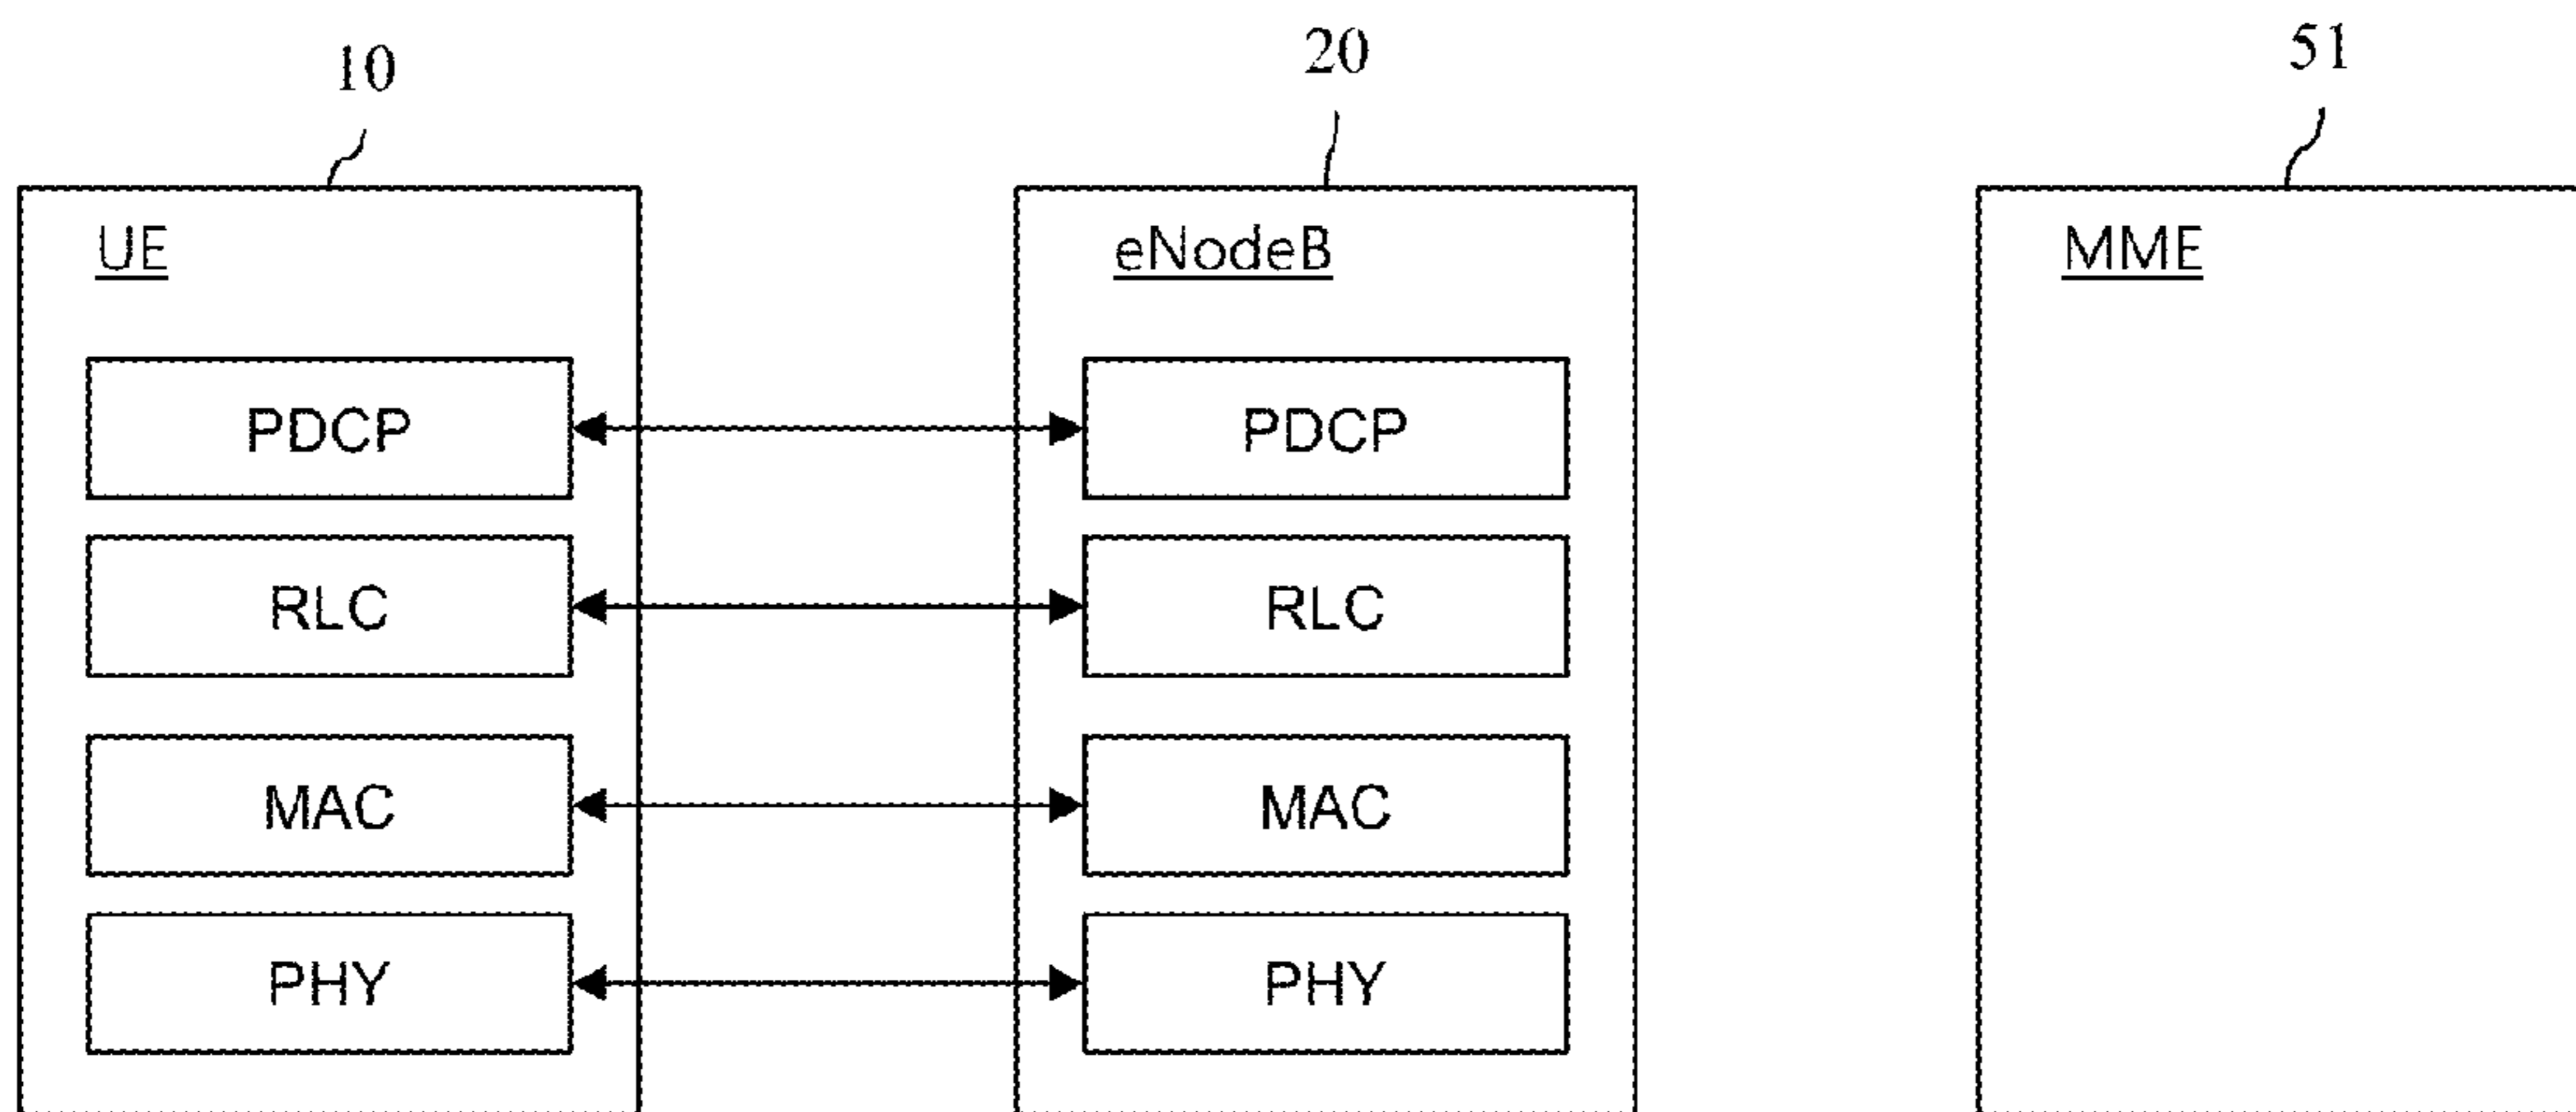 10 20 51
UE eNodeB MME
PDCP PDCP
RLC RLC
MAC MAC
PHY PHY